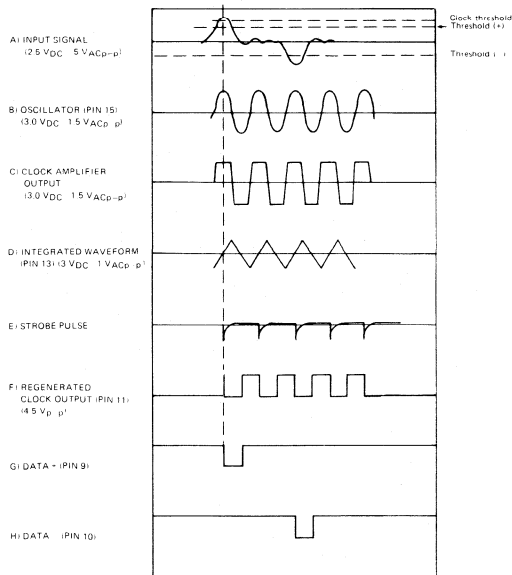 Clock threshold
Threshold (+)
A) INPUT SIGNAL
(2.5 VDC 5 VACp-p)
Threshold (-)
B) OSCILLATOR (PIN 15)
(3.0 VDC 1.5 VACp p)
C) CLOCK AMPLIFIER
OUTPUT
(3.0 VDC 1.5 VACp-p)
D) INTEGRATED WAVEFORM
(PIN 13) (3 VDC 1 VACp p)
E) STROBE PULSE
F) REGENERATED
CLOCK OUTPUT (PIN 11)
(4.5 Vp p)
G) DATA + (PIN 9)
H) DATA (PIN 10)